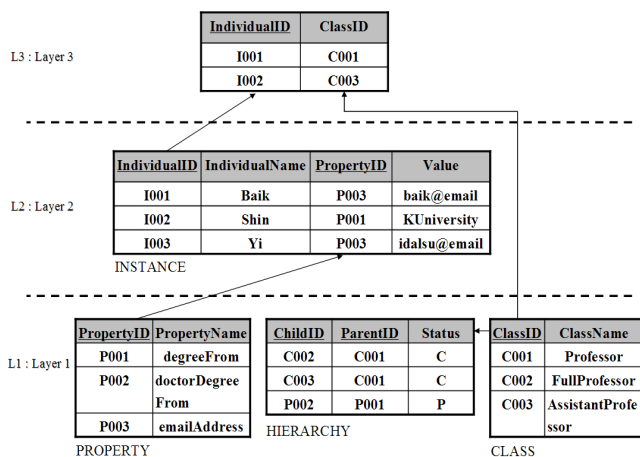 IndividualID ClassID
L3 : Layer 3
I001 C001
I002 C003
IndividualID IndividualName PropertyID Value
I001 Baik P003 baik@email
L2 : Layer 2
I002 Shin P001 KUniversity
I003 Yi P003 idalsu@email
INSTANCE
PropertyID PropertyName
P001 degreeFrom
L1 : Layer 1
P002 doctorDegree
From
P003 emailAddress
PROPERTY
ChildID ParentID Status
C002 C001 C
C003 C001 C
P002 P001 P
HIERARCHY
ClassID ClassName
C001 Professor
C002 FullProfessor
C003 AssistantProfe
ssor
CLASS